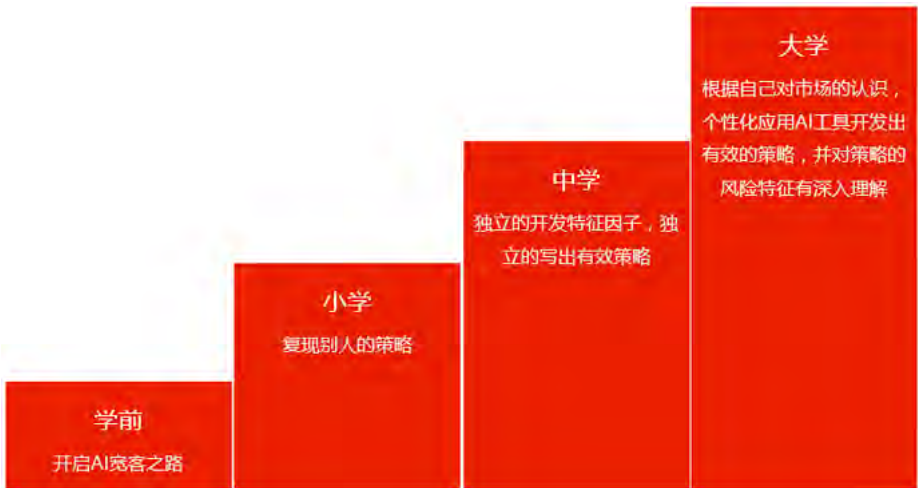 学前
开启AI宽客之路
小学
复现别人的策略
中学
独立的开发特征因子，独
立的写出有效策略
大学
根据自己对市场的认识，
个性化应用AI工具开发出
有效的策略，并对策略的
风险特征有深入理解